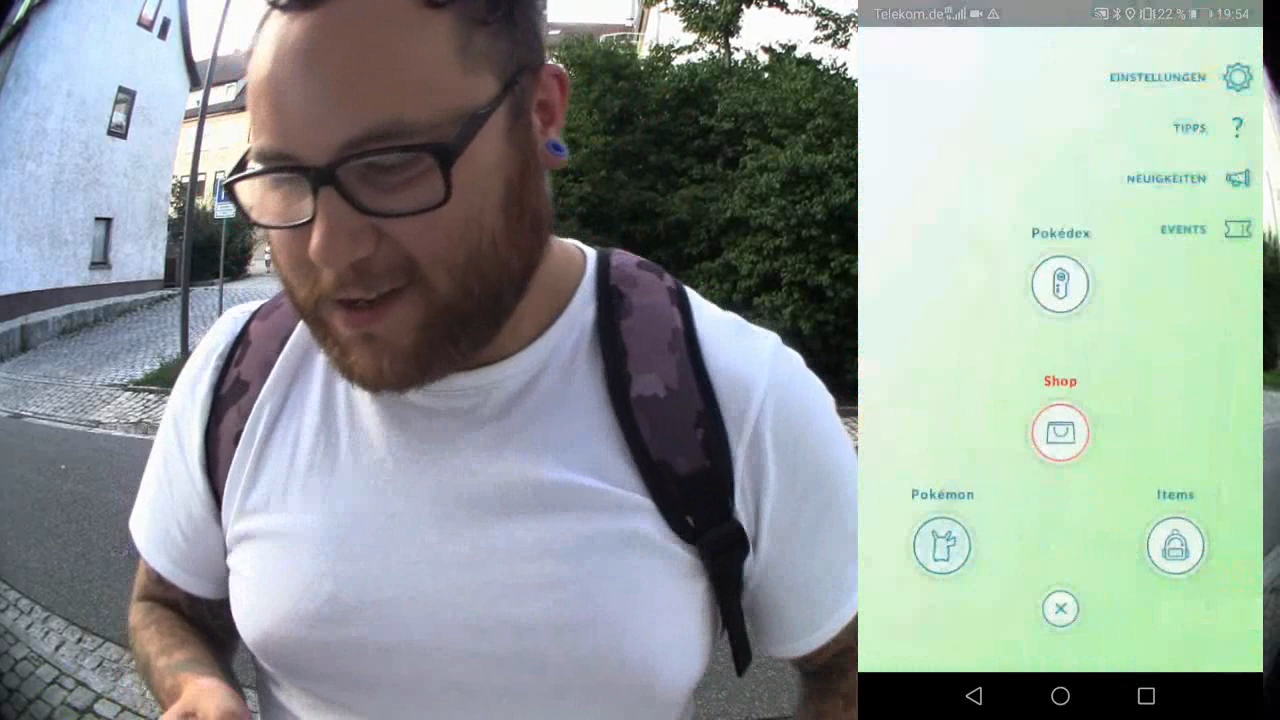 Telekom.de 22 % 19:54
EINSTELLUNGEN
TIPPS ?
NEUIGKEITEN
EVENTS
Pokédex
Shop
Pokémon
Items